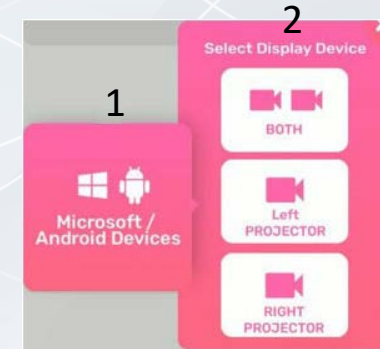 1
Microsoft /
Android Devices
2
Select Display Device
BOTH
Left
PROJECTOR
RIGHT
PROJECTOR